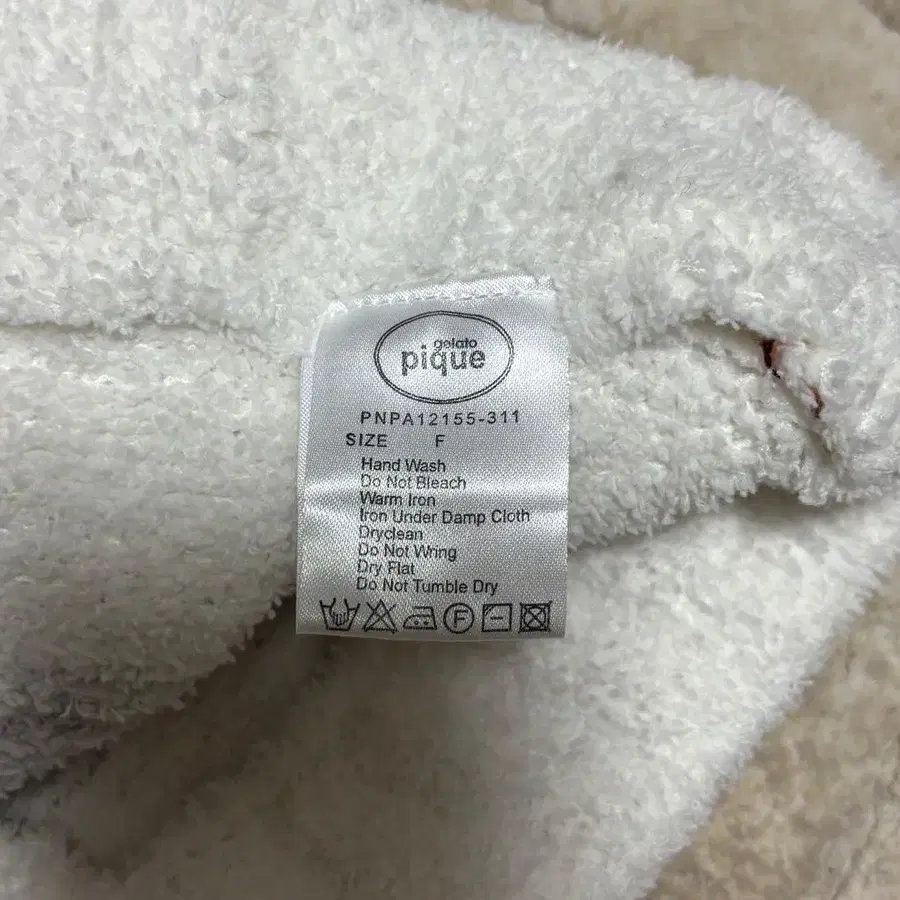 gelato
pique
PNPA12155-311
SIZE F
Hand Wash
Do Not Bleach
Warm Iron
Iron Under Damp Cloth
Dryclean
Do Not Wring
Dry Flat
Do Not Tumble Dry
F